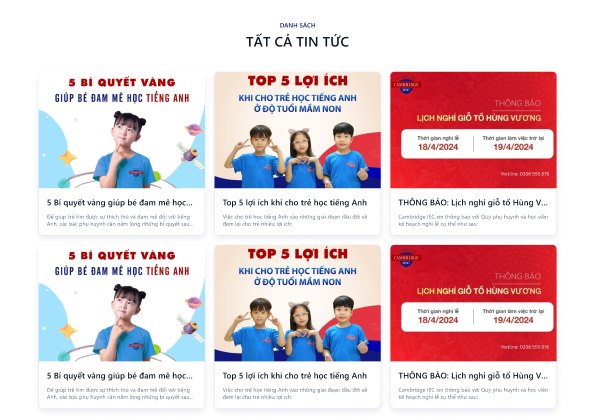 DANH SÁCH
TẤT CẢ TIN TỨC
5 BÍ QUYẾT VÀNG
GIÚP BÉ ĐAM MÊ HỌC TIẾNG ANH
TOP 5 LỢI ÍCH
KHI CHO TRẺ HỌC TIẾNG ANH
Ở ĐỘ TUỔI MẦM NON
CAMBRIDGE
THÔNG BÁO
LỊCH NGHỈ GIỖ TỔ HÙNG VƯƠNG
Thời gian nghỉ lễ
18/4/2024
Thời gian làm việc trở lại
19/4/2024
Hotline: 0336 555 876
5 Bí quyết vàng giúp bé đam mê học...
Để giúp trẻ tìm được sự thích thú và đam mê đối với tiếng
Anh, các bậc phụ huynh cần nắm lòng những bí quyết sau...
Top 5 lợi ích khi cho trẻ học tiếng Anh
Việc cho trẻ học tiếng Anh vào những giai đoạn đầu đời sẽ
đem lại cho trẻ nhiều lợi ích:
THÔNG BÁO: Lịch nghỉ giỗ tổ Hùng V...
Cambridge IEC xin thông báo với Quý phụ huynh và học viên
kế hoạch nghỉ lễ cụ thể như sau:
5 BÍ QUYẾT VÀNG
GIÚP BÉ ĐAM MÊ HỌC TIẾNG ANH
TOP 5 LỢI ÍCH
KHI CHO TRẺ HỌC TIẾNG ANH
Ở ĐỘ TUỔI MẦM NON
CAMBRIDGE
THÔNG BÁO
LỊCH NGHỈ GIỖ TỔ HÙNG VƯƠNG
Thời gian nghỉ lễ
18/4/2024
Thời gian làm việc trở lại
19/4/2024
Hotline: 0336 555 876
5 Bí quyết vàng giúp bé đam mê học...
Để giúp trẻ tìm được sự thích thú và đam mê đối với tiếng
Anh, các bậc phụ huynh cần nắm lòng những bí quyết sau...
Top 5 lợi ích khi cho trẻ học tiếng Anh
Việc cho trẻ học tiếng Anh vào những giai đoạn đầu đời sẽ
đem lại cho trẻ nhiều lợi ích:
THÔNG BÁO: Lịch nghỉ giỗ tổ Hùng V...
Cambridge IEC xin thông báo với Quý phụ huynh và học viên
kế hoạch nghỉ lễ cụ thể như sau: